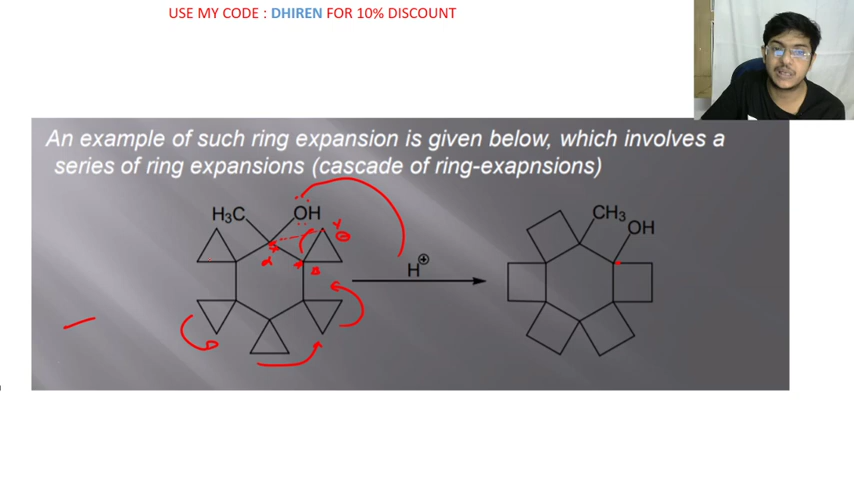 USE MY CODE : DHIREN FOR 10% DISCOUNT
An example of such ring expansion is given below, which involves a
series of ring expansions (cascade of ring-exapnsions)
H₃C
OH
CH₃
OH
H⊕
α